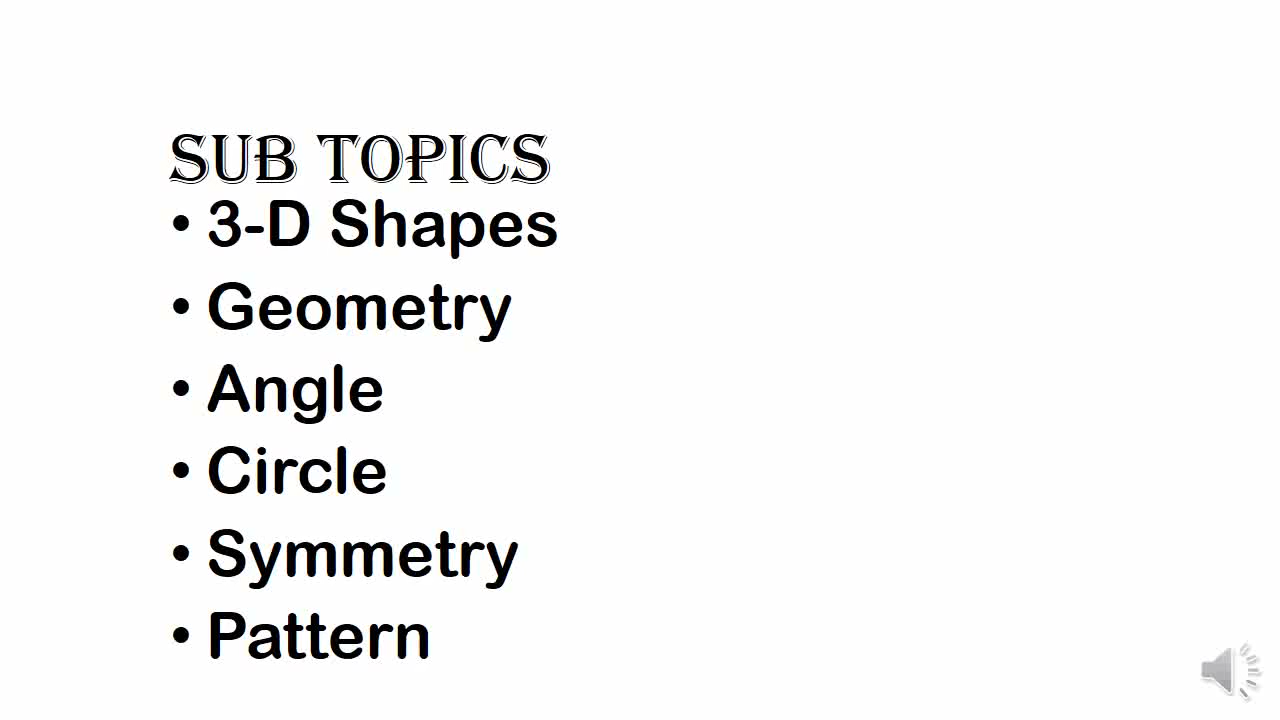 SUB TOPICS
• 3-D Shapes
• Geometry
• Angle
• Circle
• Symmetry
• Pattern